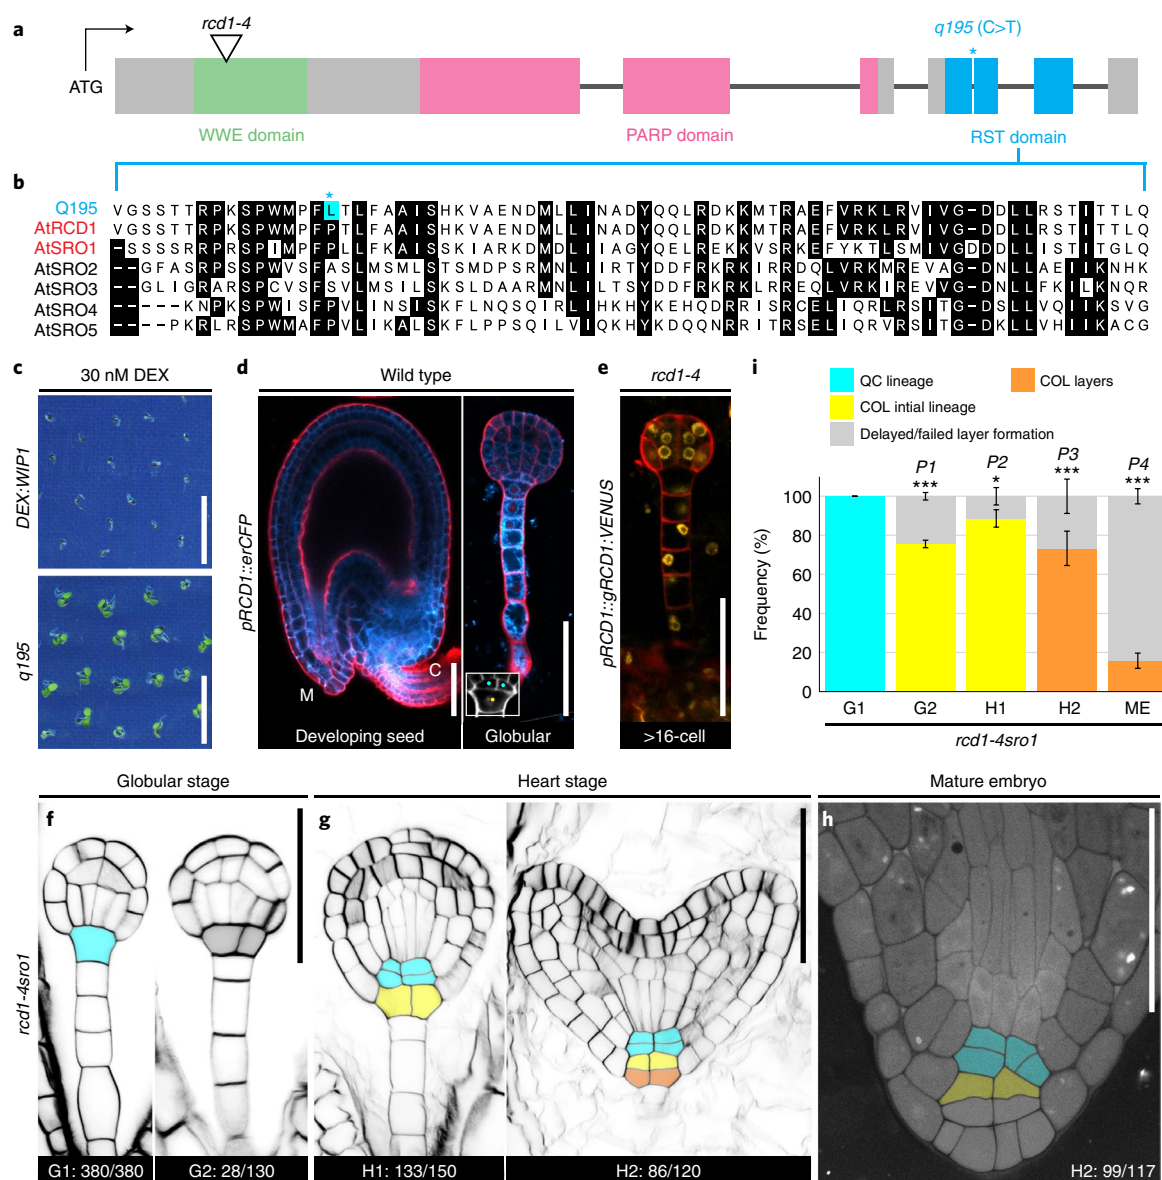 a
rcd1-4
q195 (C>T)
*
ATG
WWE domain
PARP domain
RST domain
b
*
Q195 VGSSTTRPKSPWMPFLTLFAAISHKVAENDMLLINADYQQLRDKKMTRAEFVRKLRVIVG-DDLLRSTITTLQ
AtRCD1 VGSSTTRPKSPWMPFPTLFAAISHKVAENDMLLINADYQQLRDKKMTRAEFVRKLRVIVG-DDLLRSTITTLQ
AtSRO1 -SSSSRRPRSPIMPFPLLFKAISSKIARKDMDLIIAGYQELREKKVSRKEFYKTLSMIVGDDDLLISTITGLQ
AtSRO2 --GFASRPSSPWVSFASLMSMLSTSMDPSRMNLIIRTYDDFRKRKIRRDQLVRKMREVAG-DNLLAEIIKNHK
AtSRO3 --GLIGRARSPCVSFSVLMSILSKSLDAARMNLILTSYDDFRKRKLRREQLVRKIREVVG-DNLLFKILKNQR
AtSRO4 -----KNPKSPWISFPVLINSISKFLNQSQIRLIHKHYKEHQDRRISRCELIQRLRSITG-DSLLVQIIKSVG
AtSRO5 ----PKRLRSPWMAFPVLIKALSKFLPPSQILVIQKHYKDQQNRRITRSELIQRVRSITG-DKLLVHIIKACG
c
30 nM DEX
DEX:WIP1
q195
d
Wild type
pRCD1::erCFP
M
C
Developing seed
Globular
e
rcd1-4
pRCD1::gRCD1:VENUS
>16-cell
i
QC lineage
COL layers
COL intial lineage
Delayed/failed layer formation
P1
P2
P3
P4
***
*
***
***
Frequency (%)
100
80
60
40
20
0
G1
G2
H1
H2
ME
rcd1-4sro1
Globular stage
Heart stage
Mature embryo
f
g
h
rcd1-4sro1
G1: 380/380
G2: 28/130
H1: 133/150
H2: 86/120
H2: 99/117